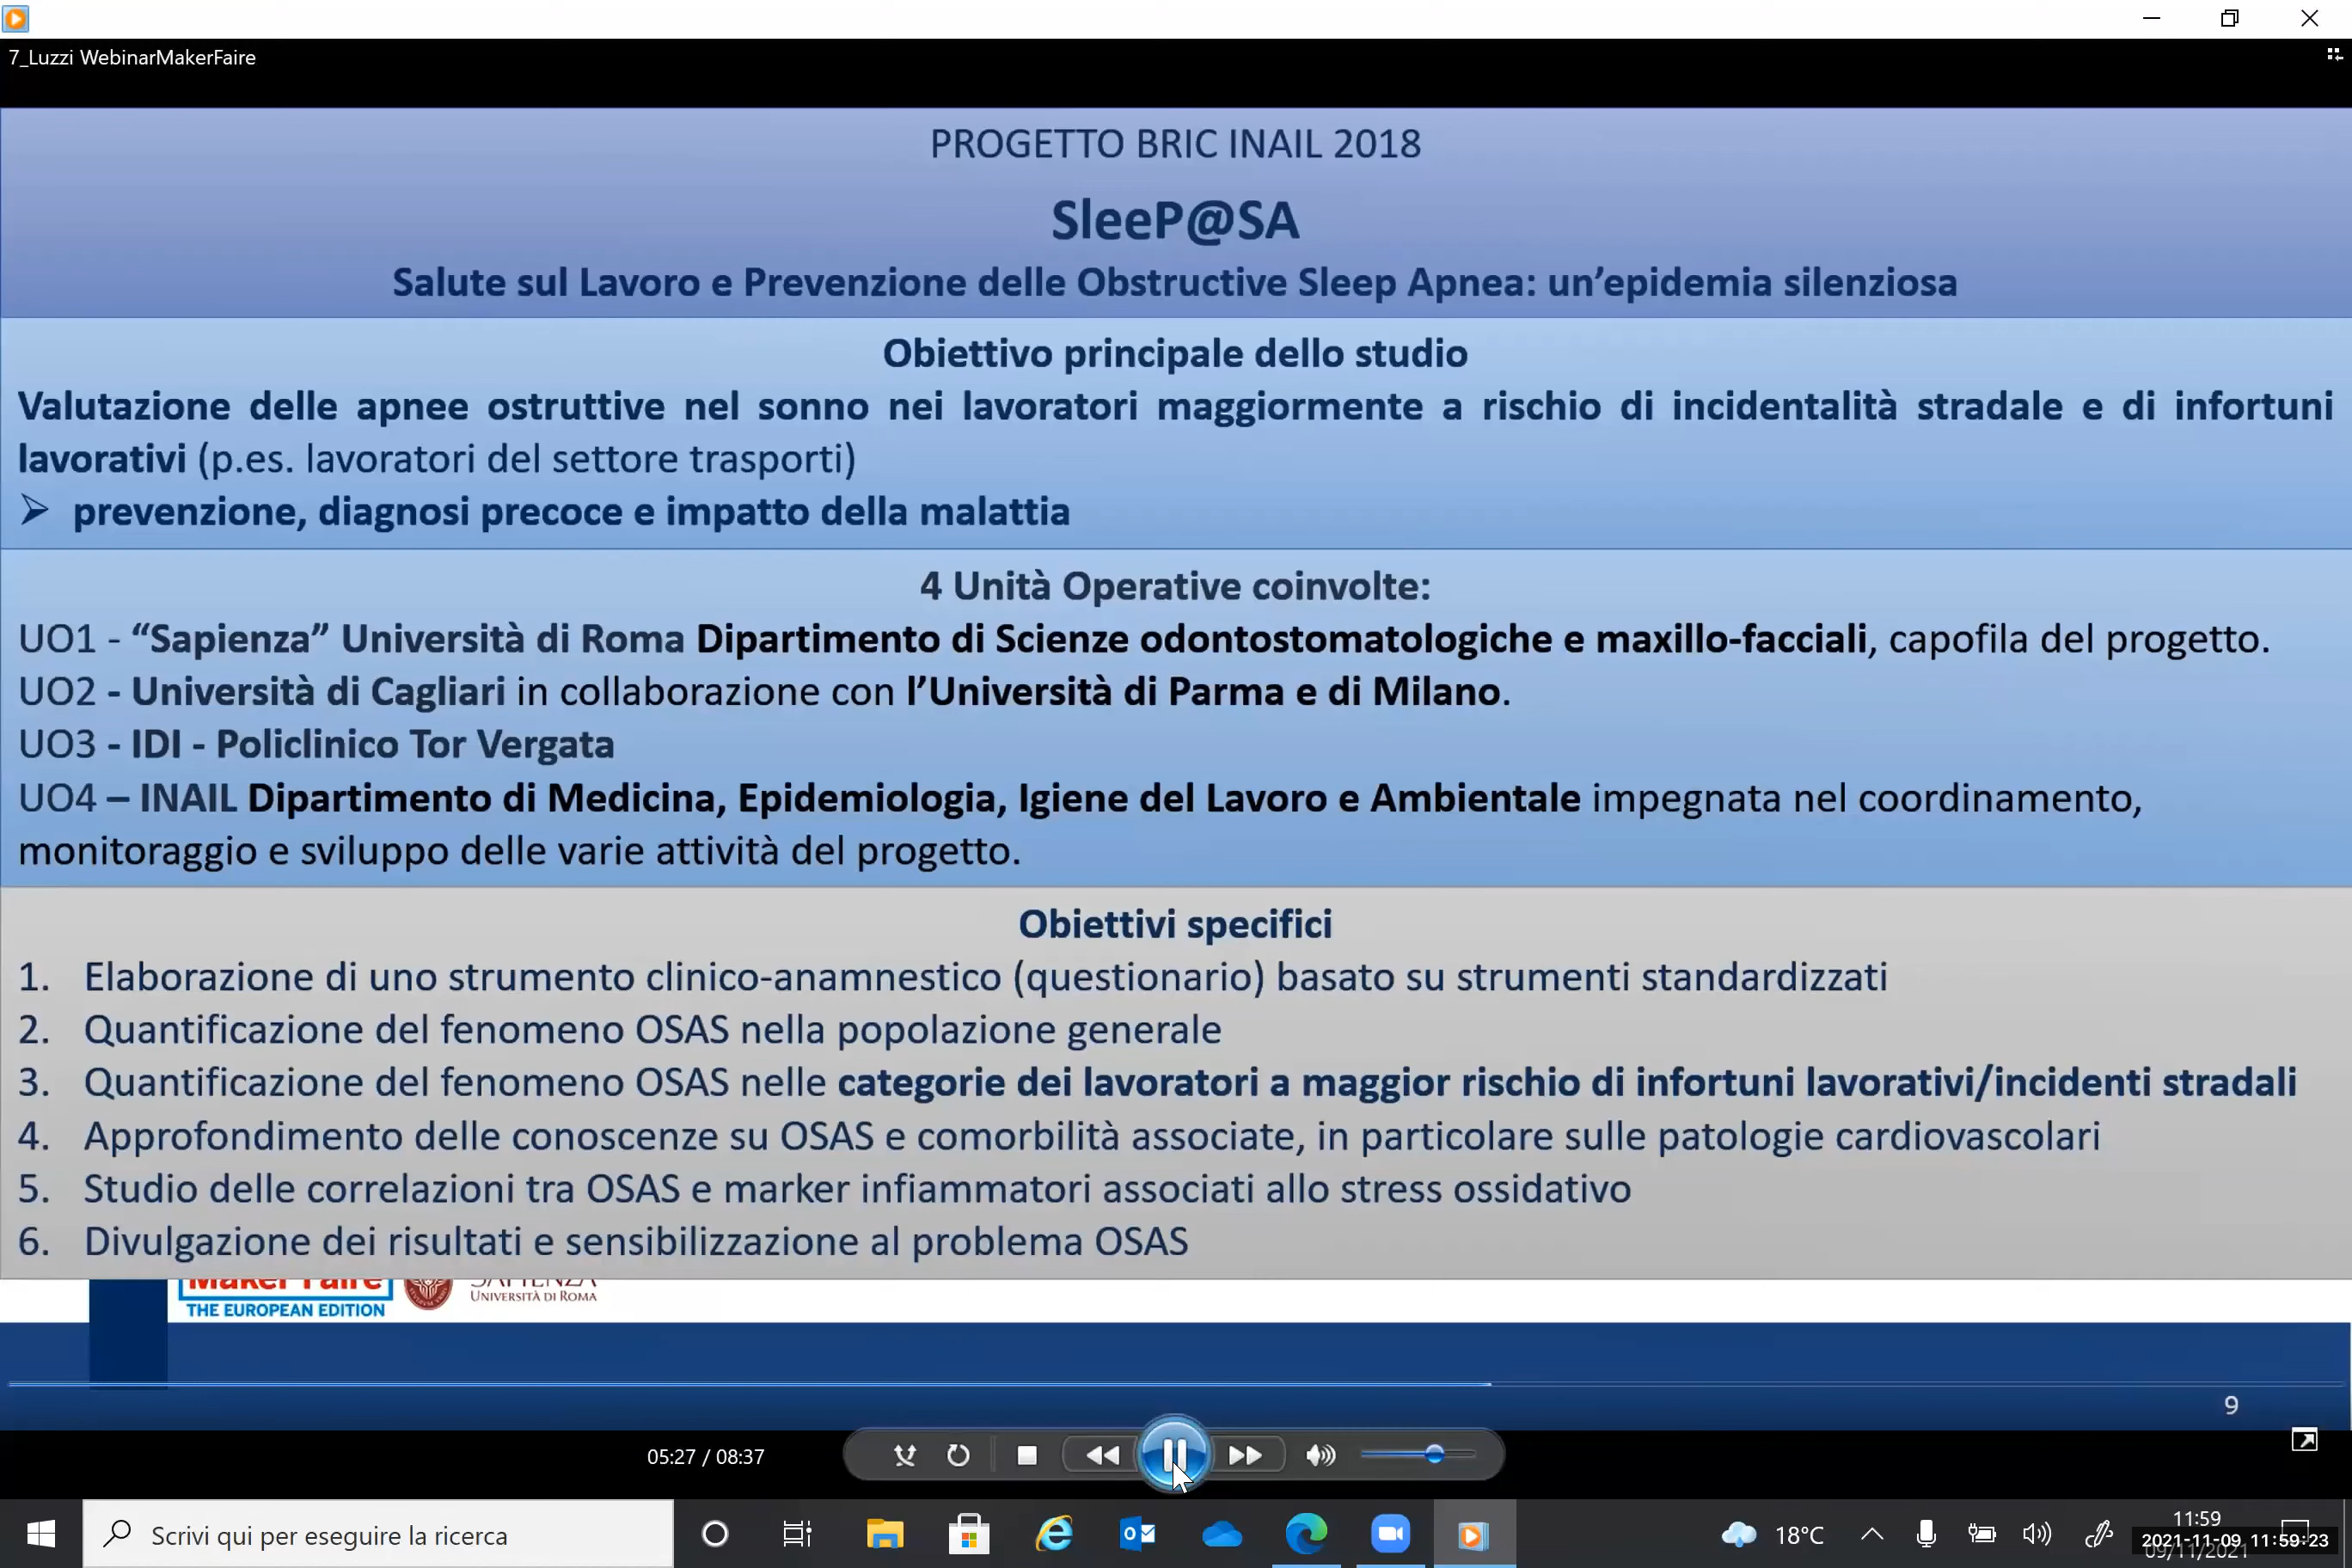 7_Luzzi WebinarMakerFaire
PROGETTO BRIC INAIL 2018
SleeP@SA
Salute sul Lavoro e Prevenzione delle Obstructive Sleep Apnea: un’epidemia silenziosa
Obiettivo principale dello studio
Valutazione delle apnee ostruttive nel sonno nei lavoratori maggiormente a rischio di incidentalità stradale e di infortuni
lavorativi (p.es. lavoratori del settore trasporti)
➢ prevenzione, diagnosi precoce e impatto della malattia
4 Unità Operative coinvolte:
UO1 - “Sapienza” Università di Roma Dipartimento di Scienze odontostomatologiche e maxillo-facciali, capofila del progetto.
UO2 - Università di Cagliari in collaborazione con l’Università di Parma e di Milano.
UO3 - IDI - Policlinico Tor Vergata
UO4 – INAIL Dipartimento di Medicina, Epidemiologia, Igiene del Lavoro e Ambientale impegnata nel coordinamento,
monitoraggio e sviluppo delle varie attività del progetto.
Obiettivi specifici
1. Elaborazione di uno strumento clinico-anamnestico (questionario) basato su strumenti standardizzati
2. Quantificazione del fenomeno OSAS nella popolazione generale
3. Quantificazione del fenomeno OSAS nelle categorie dei lavoratori a maggior rischio di infortuni lavorativi/incidenti stradali
4. Approfondimento delle conoscenze su OSAS e comorbilità associate, in particolare sulle patologie cardiovascolari
5. Studio delle correlazioni tra OSAS e marker infiammatori associati allo stress ossidativo
6. Divulgazione dei risultati e sensibilizzazione al problema OSAS
Maker Faire
THE EUROPEAN EDITION
SAPIENZA
UNIVERSITÀ DI ROMA
9
05:27 / 08:37
Scrivi qui per eseguire la ricerca
18°C
11:59
2021-11-09 11:59:23
09/11/2021